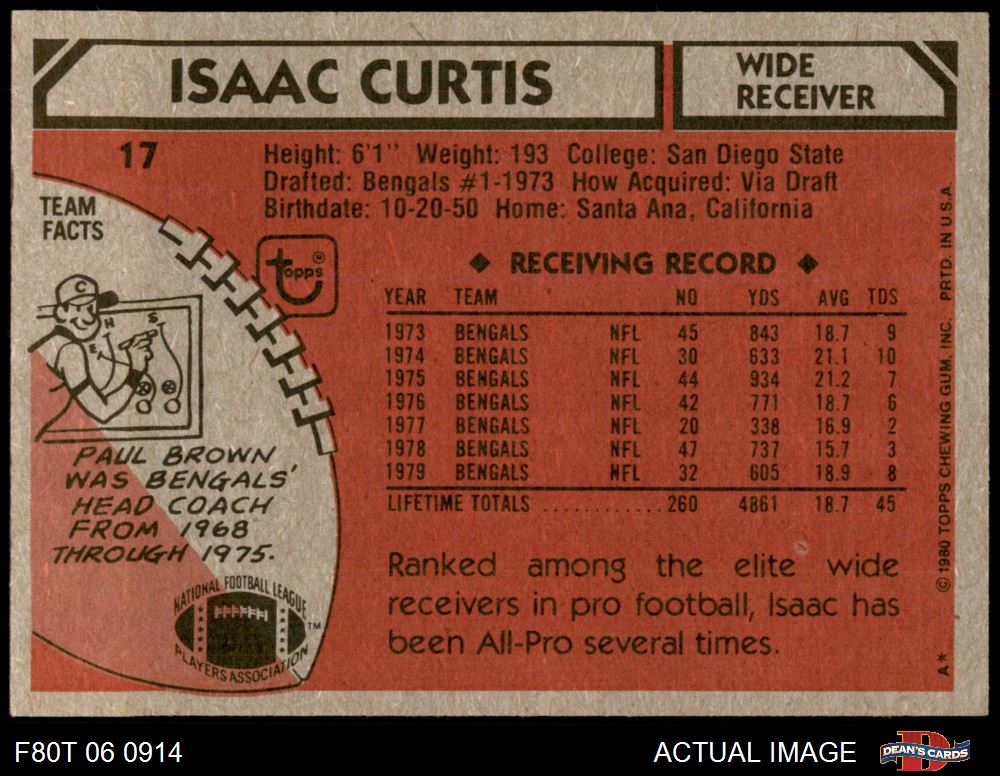 ISAAC CURTIS
WIDE
RECEIVER
17
Height: 6'1" Weight: 193 College: San Diego State
Drafted: Bengals #1-1973 How Acquired: Via Draft
Birthdate: 10-20-50 Home: Santa Ana, California
TEAM
FACTS
topps®
C
H
S
E
PAUL BROWN
WAS BENGALS'
HEAD COACH
FROM 1968
THROUGH 1975.
NATIONAL FOOTBALL LEAGUE
PLAYERS ASSOCIATION
TM
◆ RECEIVING RECORD ◆
YEAR TEAM NO YDS AVG TDS
1973 BENGALS NFL 45 843 18.7 9
1974 BENGALS NFL 30 633 21.1 10
1975 BENGALS NFL 44 934 21.2 7
1976 BENGALS NFL 42 771 18.7 6
1977 BENGALS NFL 20 338 16.9 2
1978 BENGALS NFL 47 737 15.7 3
1979 BENGALS NFL 32 605 18.9 8
LIFETIME TOTALS ............ 260 4861 18.7 45
Ranked among the elite wide
receivers in pro football, Isaac has
been All-Pro several times.
A* © 1980 TOPPS CHEWING GUM, INC. PRTD. IN U.S.A.
F80T 06 0914
ACTUAL IMAGE
D
DEAN'S CARDS